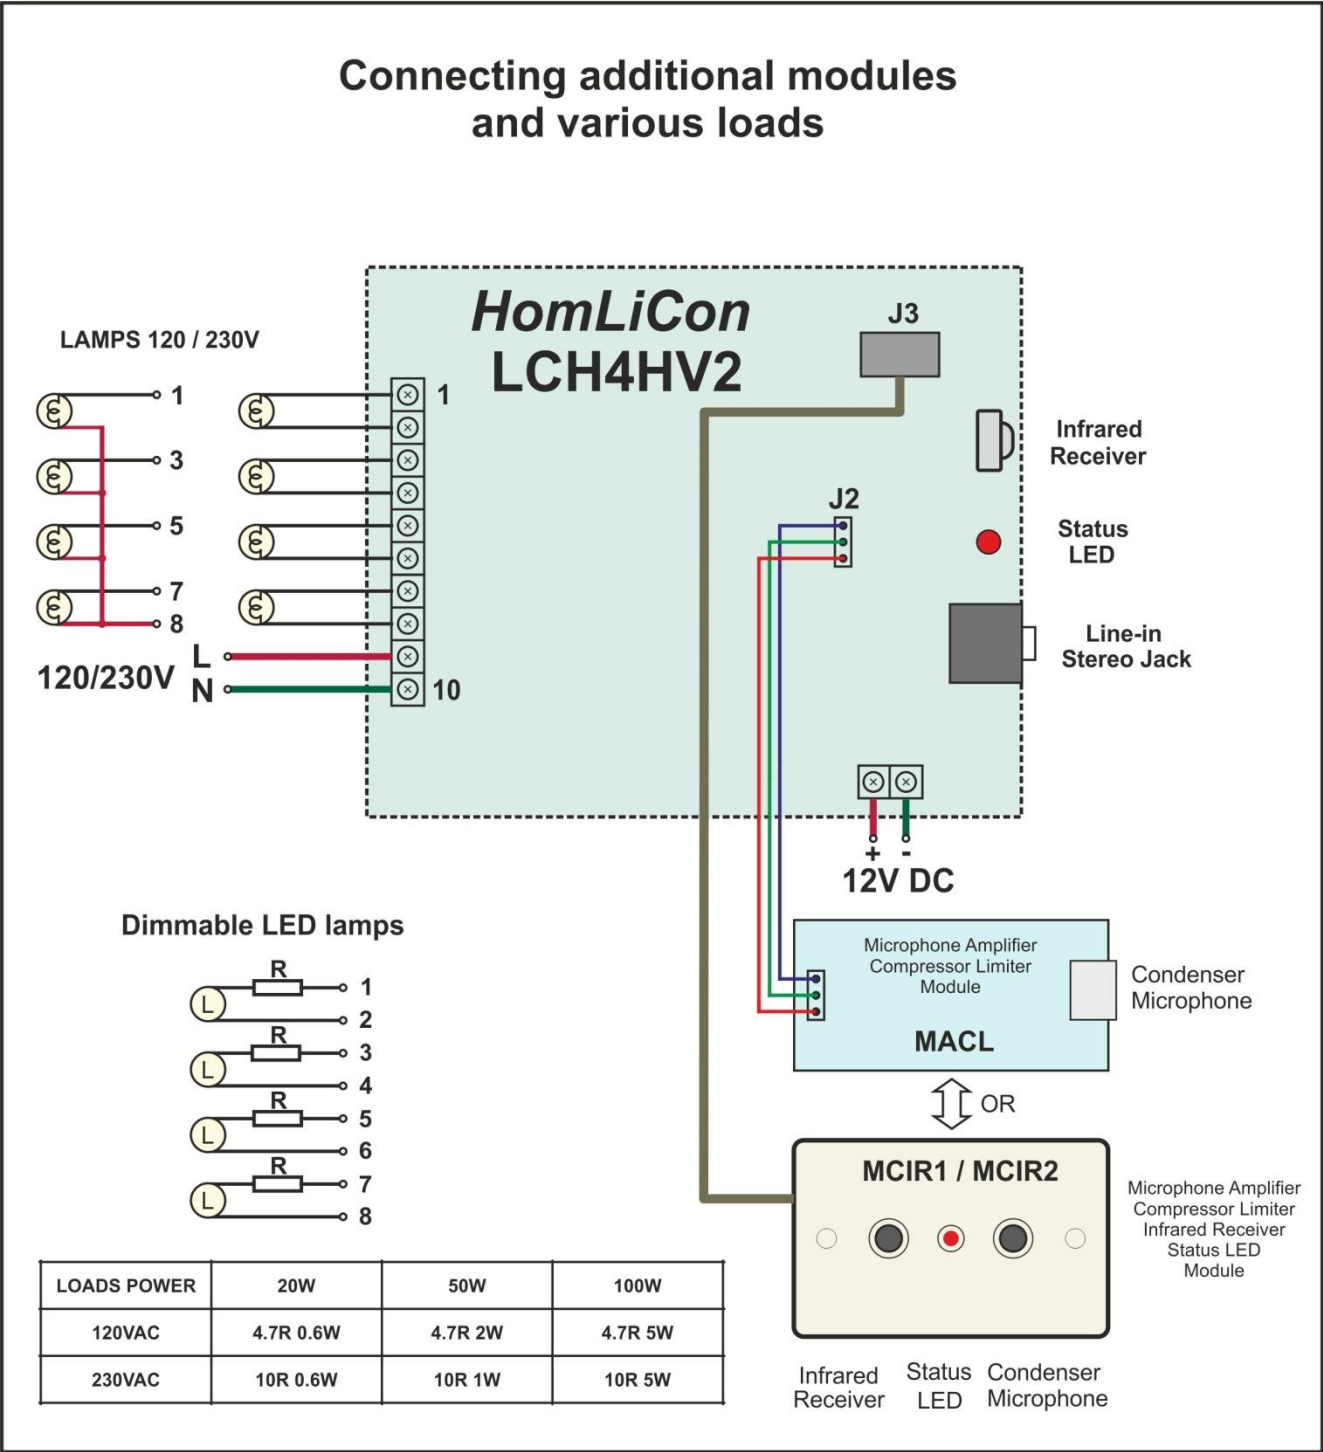 Connecting additional modules
and various loads
HomLiCon
LCH4HV2
J3
LAMPS 120 / 230V
1
3
5
7
8
1
10
L
N
120/230V
J2
Infrared
Receiver
Status
LED
Line-in
Stereo Jack
+ -
12V DC
Dimmable LED lamps
R
L
1
2
R
L
3
4
R
L
5
6
R
L
7
8
Microphone Amplifier
Compressor Limiter
Module
MACL
Condenser
Microphone
OR
MCIR1 / MCIR2
Microphone Amplifier
Compressor Limiter
Infrared Receiver
Status LED
Module
Infrared
Receiver
Status
LED
Condenser
Microphone
LOADS POWER 20W 50W 100W
120VAC 4.7R 0.6W 4.7R 2W 4.7R 5W
230VAC 10R 0.6W 10R 1W 10R 5W